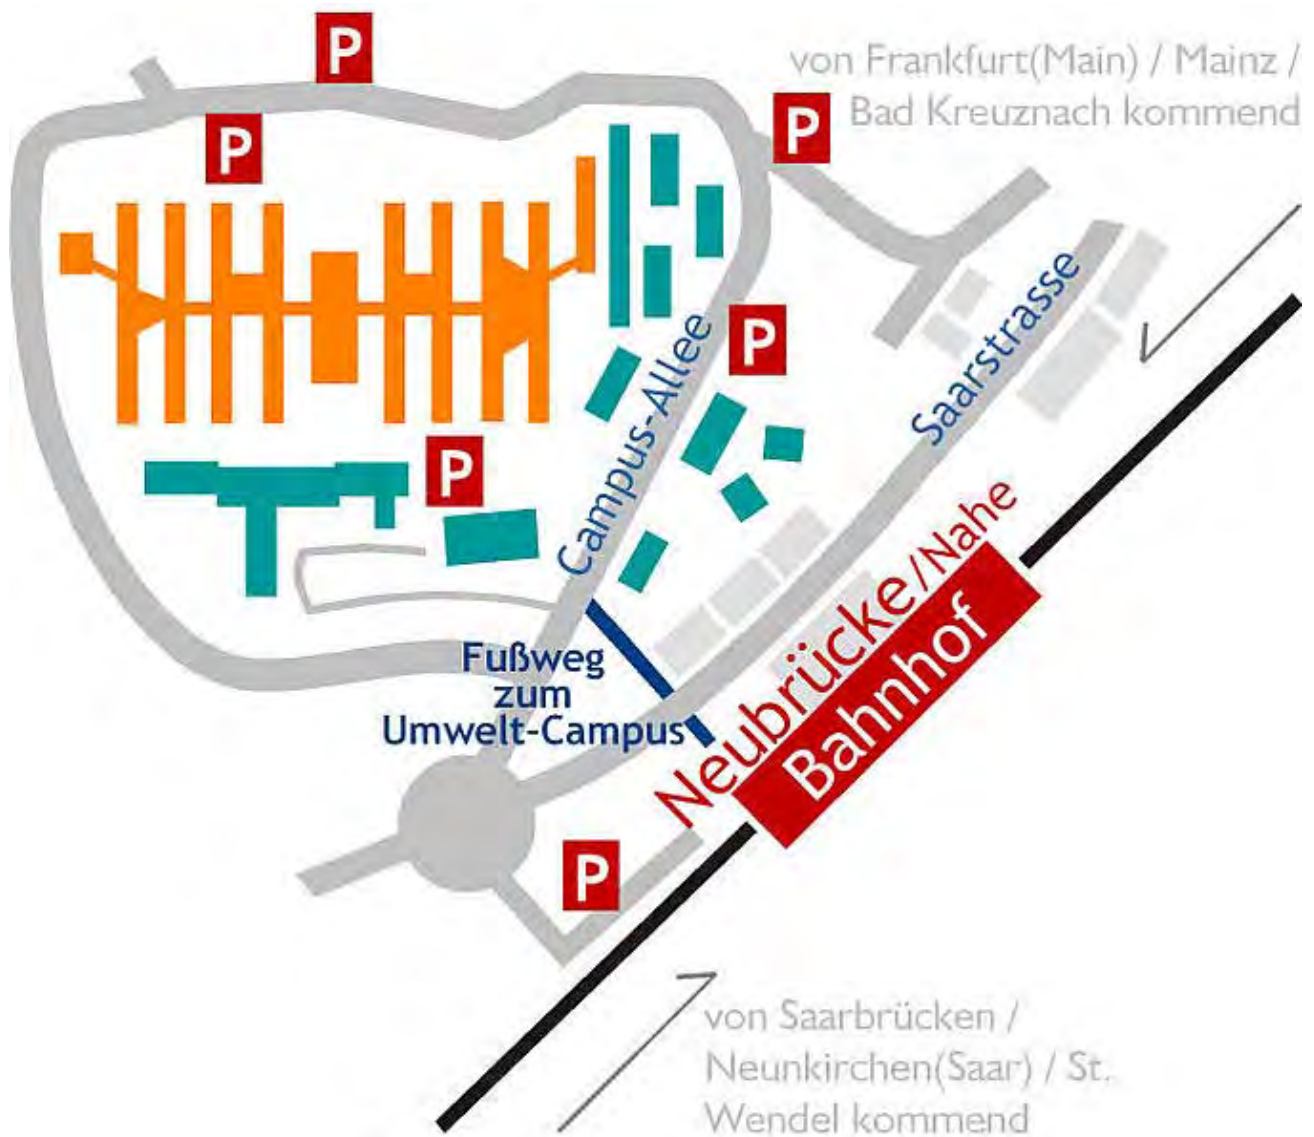 P
von Frankfurt(Main) / Mainz /
Bad Kreuznach kommend
P
P
P
P
Campus-Allee
Saarstrasse
P
Neubrücke/Nahe
Bahnhof
Fußweg
zum
Umwelt-Campus
P
von Saarbrücken /
Neunkirchen(Saar) / St.
Wendel kommend